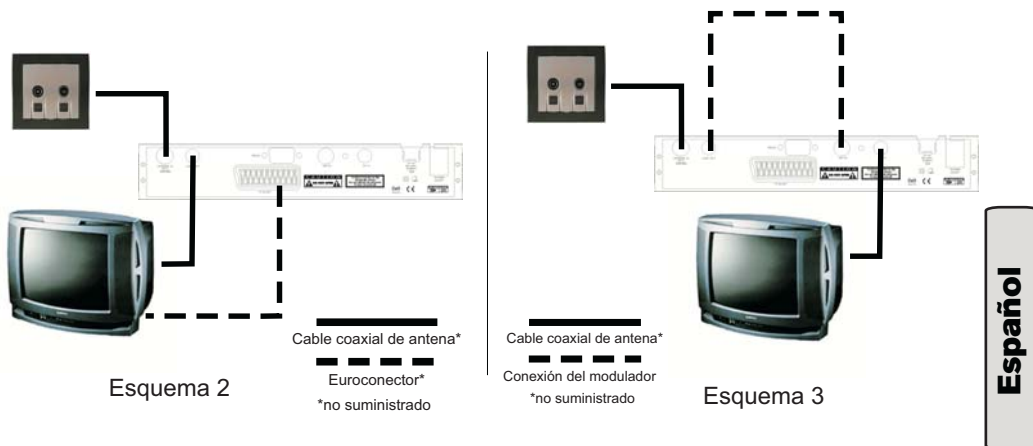 Cable coaxial de antena*
Euroconector*
*no suministrado
Esquema 2
Cable coaxial de antena*
Conexión del modulador
*no suministrado
Esquema 3
Español